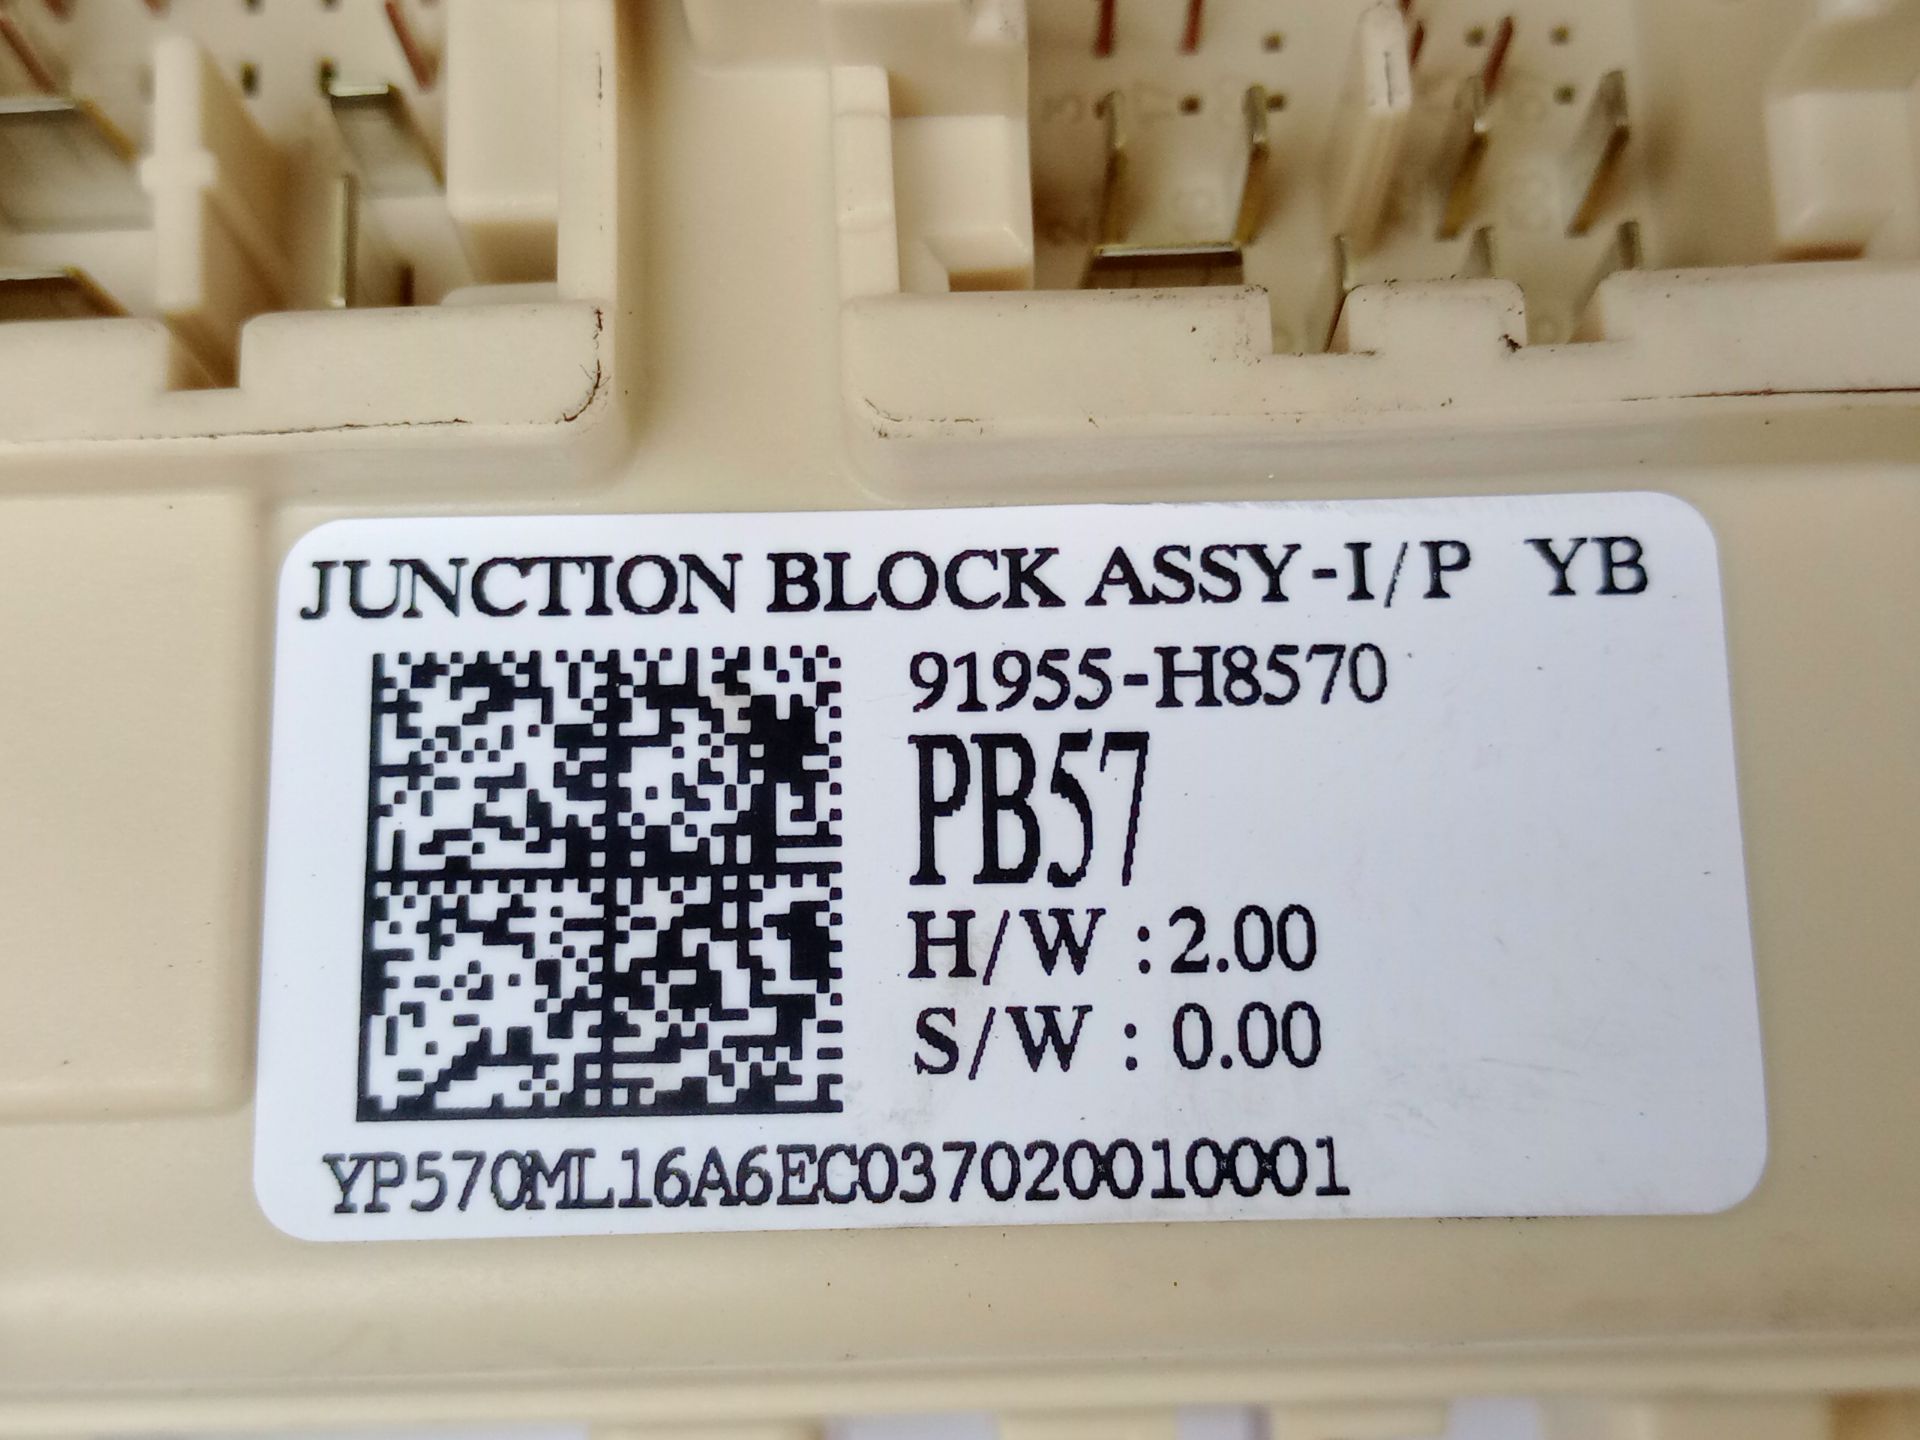 JUNCTION BLOCK ASSY-I/P YB
91955-H8570
PB57
H/W :2.00
S/W : 0.00
YP570ML16A6EC037020010001